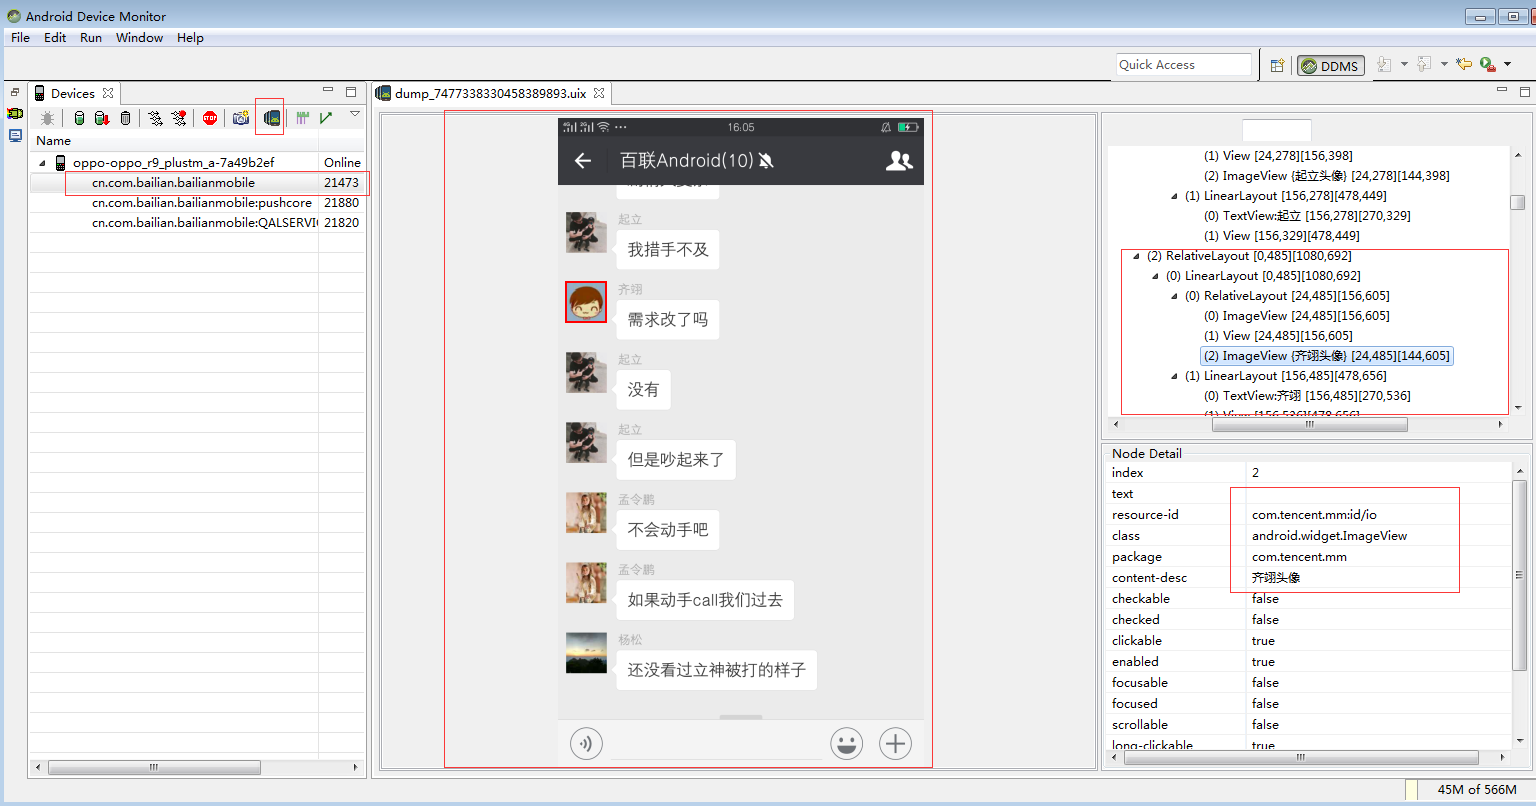 Android Device Monitor
File Edit Run Window Help
Quick Access
DDMS
Devices
Name
oppo-oppo_r9_plustm_a-7a49b2ef Online
cn.com.bailian.bailianmobile 21473
cn.com.bailian.bailianmobile:pushcore 21880
cn.com.bailian.bailianmobile:QALSERVI 21820
dump_7477338330458389893.uix
16:05
百联Android(10)
起立
我措手不及
齐翊
需求改了吗
起立
没有
起立
但是吵起来了
孟令鹏
不会动手吧
孟令鹏
如果动手call我们过去
杨松
还没看过立神被打的样子
(1) View [24,278][156,398]
(2) ImageView {起立头像} [24,278][144,398]
(1) LinearLayout [156,278][478,449]
(0) TextView:起立 [156,278][270,329]
(1) View [156,329][478,449]
(2) RelativeLayout [0,485][1080,692]
(0) LinearLayout [0,485][1080,692]
(0) RelativeLayout [24,485][156,605]
(0) ImageView [24,485][156,605]
(1) View [24,485][156,605]
(2) ImageView {齐翊头像} [24,485][144,605]
(1) LinearLayout [156,485][478,656]
(0) TextView:齐翊 [156,485][270,536]
(1) View [156,536][478,656]
Node Detail
index 2
text
resource-id com.tencent.mm:id/io
class android.widget.ImageView
package com.tencent.mm
content-desc 齐翊头像
checkable false
checked false
clickable true
enabled true
focusable false
focused false
scrollable false
long-clickable true
45M of 566M